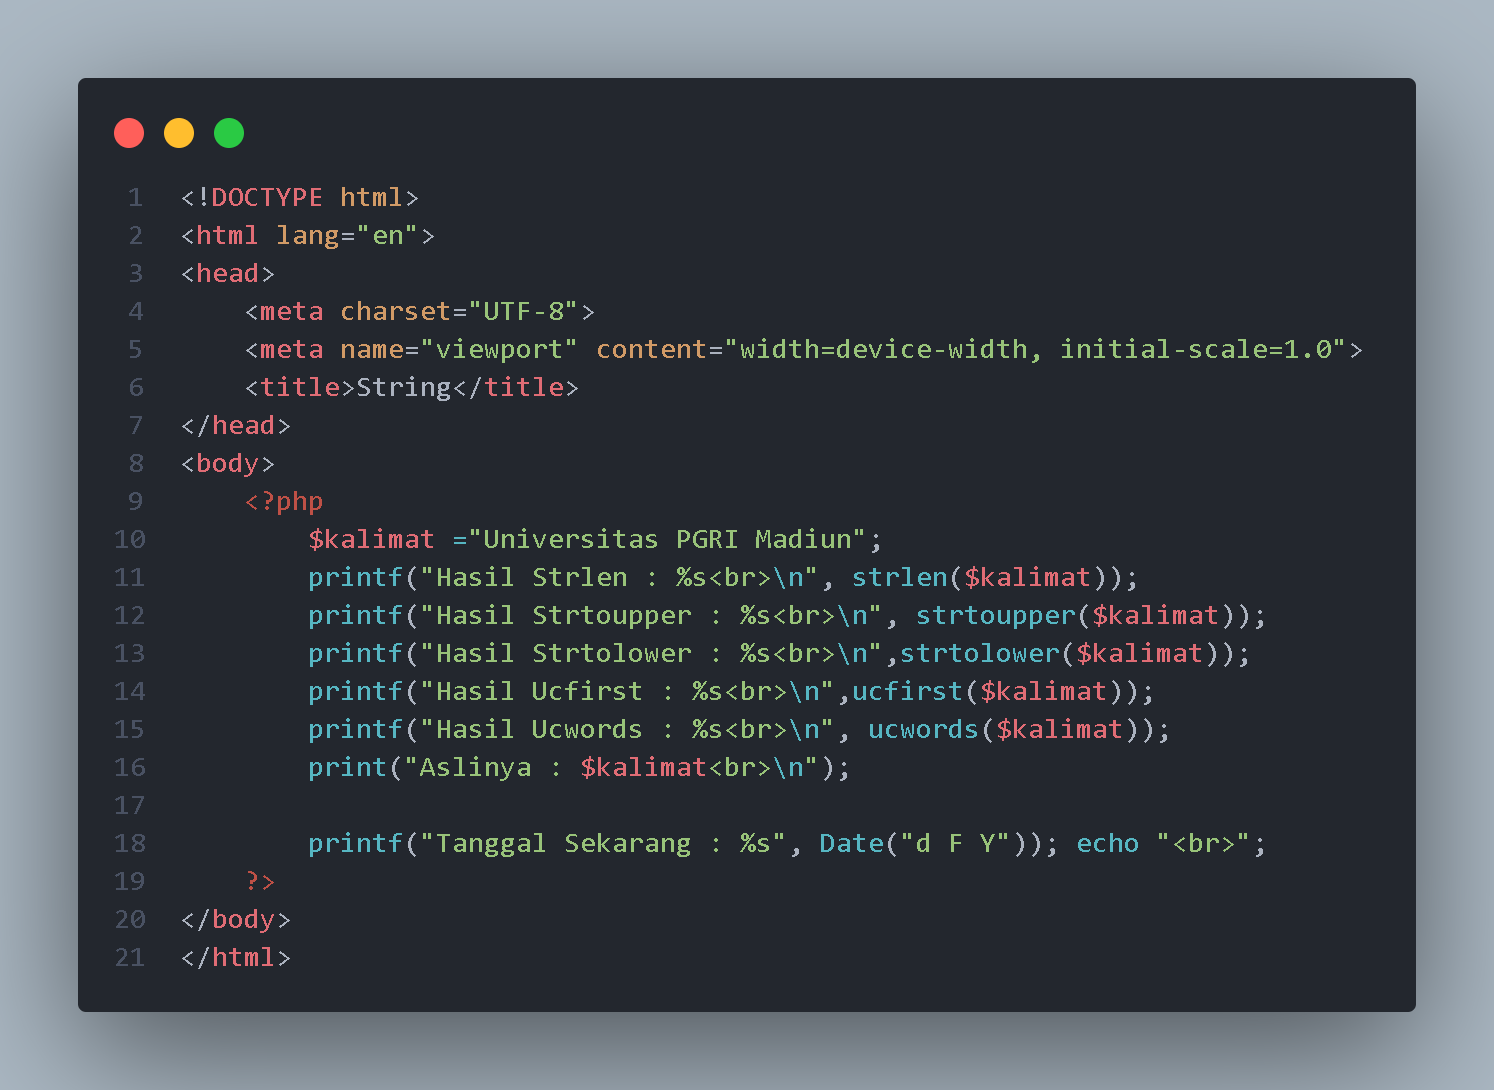 1 <!DOCTYPE html>
2 <html lang="en">
3 <head>
4     <meta charset="UTF-8">
5     <meta name="viewport" content="width=device-width, initial-scale=1.0">
6     <title>String</title>
7 </head>
8 <body>
9     <?php
10         $kalimat ="Universitas PGRI Madiun";
11         printf("Hasil Strlen : %s<br>\n", strlen($kalimat));
12         printf("Hasil Strtoupper : %s<br>\n", strtoupper($kalimat));
13         printf("Hasil Strtolower : %s<br>\n",strtolower($kalimat));
14         printf("Hasil Ucfirst : %s<br>\n",ucfirst($kalimat));
15         printf("Hasil Ucwords : %s<br>\n", ucwords($kalimat));
16         print("Aslinya : $kalimat<br>\n");
17
18         printf("Tanggal Sekarang : %s", Date("d F Y")); echo "<br>";
19     ?>
20 </body>
21 </html>